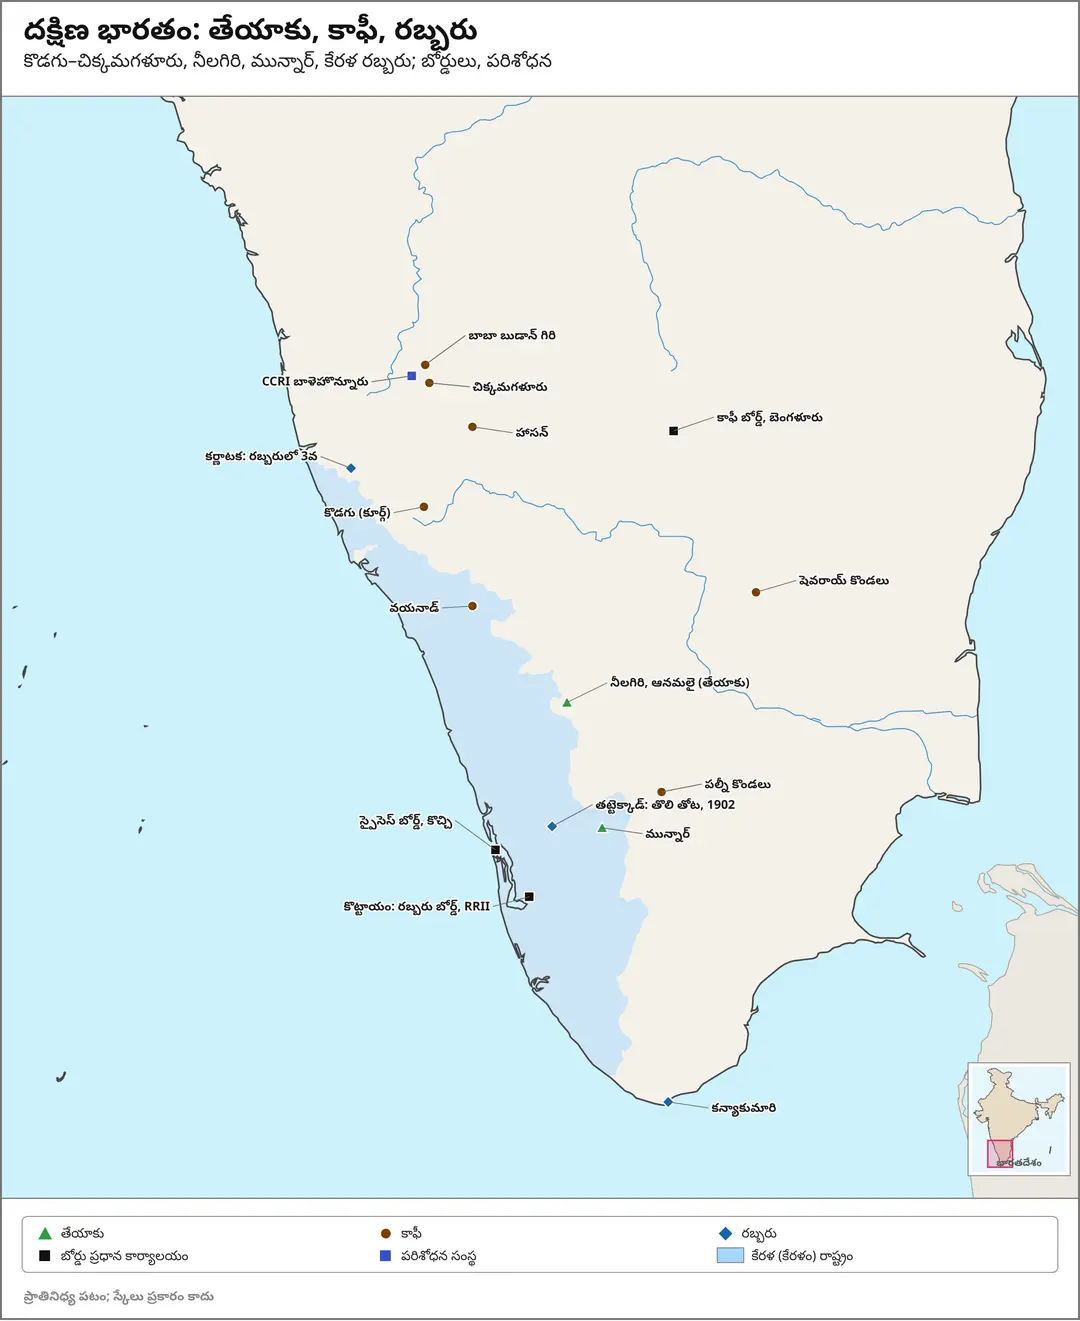 దక్షిణ భారతం: తేయాకు, కాఫీ, రబ్బరు
కొడగు–చిక్కమగళూరు, నీలగిరి, మున్నార్, కేరళ రబ్బరు; బోర్డులు, పరిశోధన
బాబా బుడాన్ గిరి
CCRI బాళెహొన్నూరు
చిక్కమగళూరు
కాఫీ బోర్డ్, బెంగళూరు
హాసన్
కర్ణాటక: రబ్బరులో 3వ
కొడగు (కూర్గ్)
షెవరాయ్ కొండలు
వయనాడ్
నీలగిరి, ఆనమలై (తేయాకు)
పల్నీ కొండలు
తట్టెక్కాడ్: తొలి తోట, 1902
స్పైసెస్ బోర్డ్, కొచ్చి
మున్నార్
కొట్టాయం: రబ్బరు బోర్డ్, RRII
కన్యాకుమారి
భారతదేశం
తేయాకు
కాఫీ
రబ్బరు
బోర్డు ప్రధాన కార్యాలయం
పరిశోధన సంస్థ
కేరళ (కేరళం) రాష్ట్రం
ప్రాతినిధ్య పటం; స్కేలు ప్రకారం కాదు